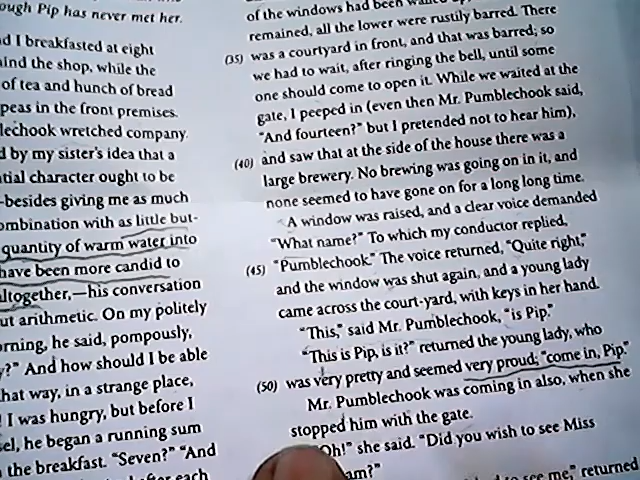 ough Pip has never met her.
d I breakfasted at eight
ind the shop, while the
of tea and hunch of bread
peas in the front premises.
lechook wretched company.
d by my sister's idea that a
tial character ought to be
-besides giving me as much
ombination with as little but-
quantity of warm water into
have been more candid to
ltogether,—his conversation
ut arithmetic. On my politely
rning, he said, pompously,
?" And how should I be able
hat way, in a strange place,
! I was hungry, but before I
sel, he began a running sum
the breakfast. "Seven?" "And
after each
of the windows had been
remained, all the lower were rustily barred. There
(35) was a courtyard in front, and that was barred; so
we had to wait, after ringing the bell, until some
one should come to open it. While we waited at the
gate, I peeped in (even then Mr. Pumblechook said,
"And fourteen?" but I pretended not to hear him),
(40) and saw that at the side of the house there was a
large brewery. No brewing was going on in it, and
none seemed to have gone on for a long long time.
A window was raised, and a clear voice demanded
"What name?" To which my conductor replied,
(45) "Pumblechook." The voice returned, "Quite right,"
and the window was shut again, and a young lady
came across the court-yard, with keys in her hand.
"This," said Mr. Pumblechook, "is Pip."
"This is Pip, is it?" returned the young lady, who
(50) was very pretty and seemed very proud; "come in, Pip."
Mr. Pumblechook was coming in also, when she
stopped him with the gate.
Oh!" she said. "Did you wish to see Miss
am?"
to see me," returned